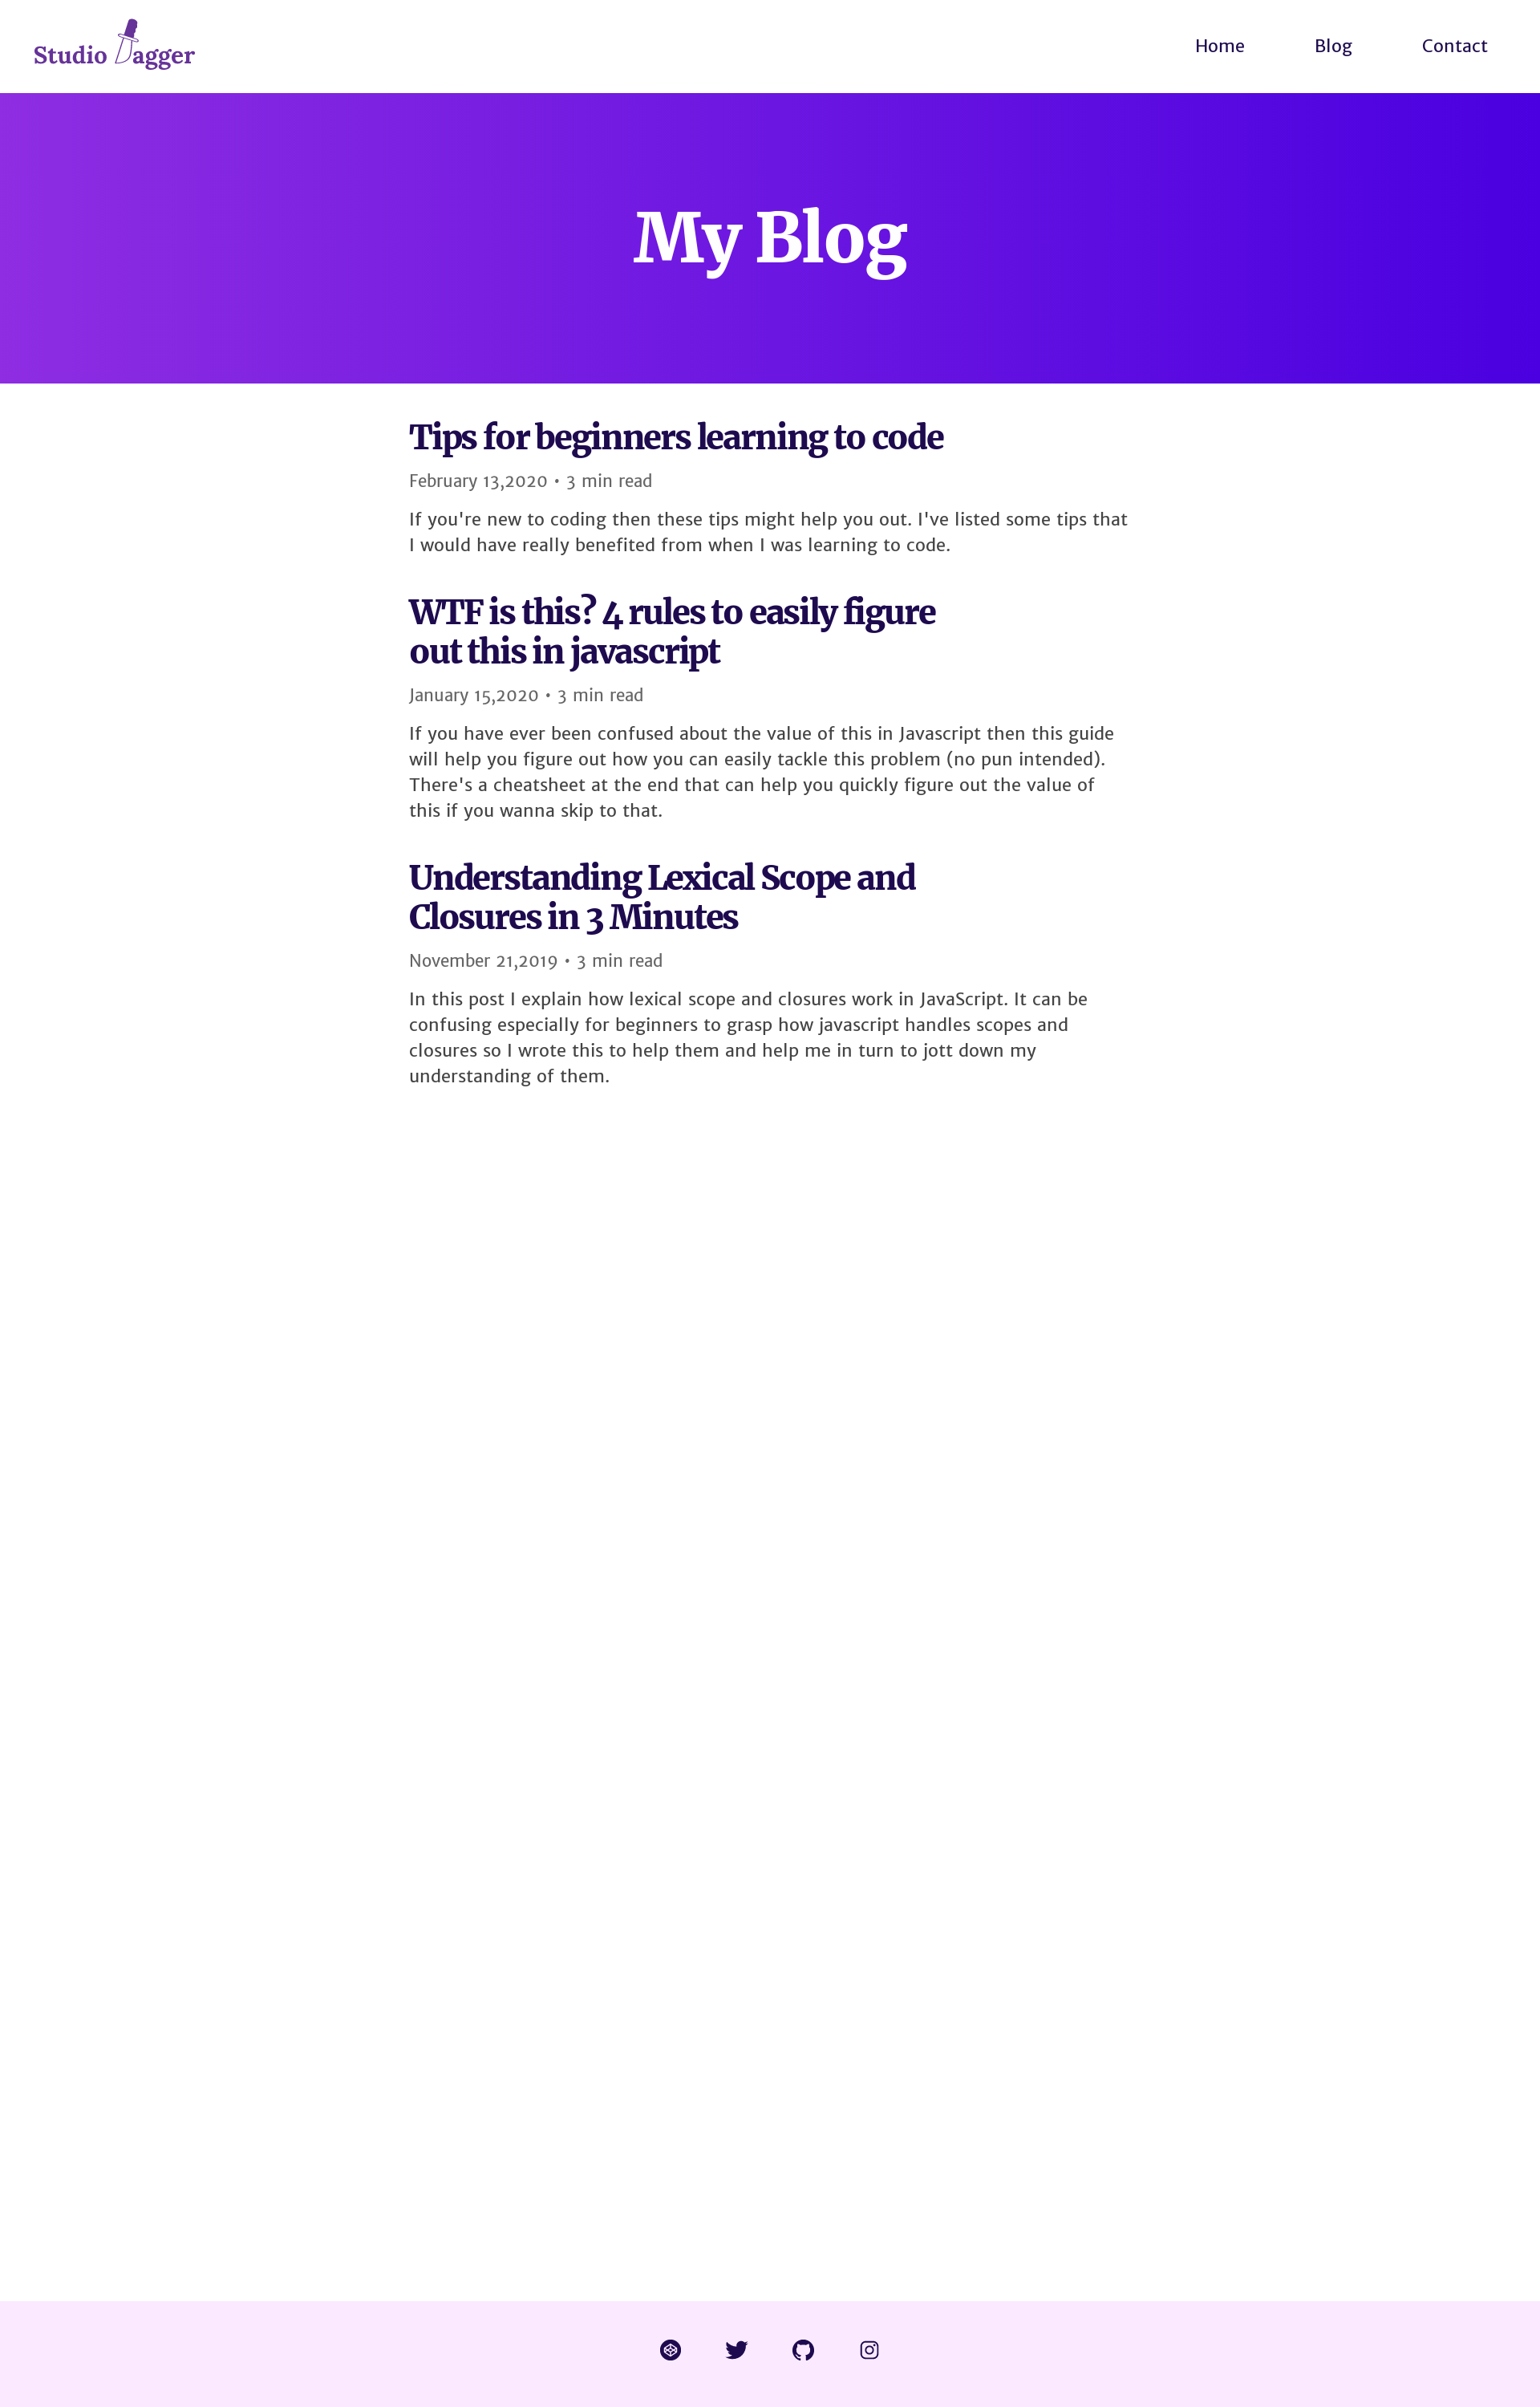 Studio Dagger
Home
Blog
Contact
My Blog
Tips for beginners learning to code
February 13,2020 • 3 min read
If you're new to coding then these tips might help you out. I've listed some tips that
I would have really benefited from when I was learning to code.
WTF is this? 4 rules to easily figure
out this in javascript
January 15,2020 • 3 min read
If you have ever been confused about the value of this in Javascript then this guide
will help you figure out how you can easily tackle this problem (no pun intended).
There's a cheatsheet at the end that can help you quickly figure out the value of
this if you wanna skip to that.
Understanding Lexical Scope and
Closures in 3 Minutes
November 21,2019 • 3 min read
In this post I explain how lexical scope and closures work in JavaScript. It can be
confusing especially for beginners to grasp how javascript handles scopes and
closures so I wrote this to help them and help me in turn to jott down my
understanding of them.